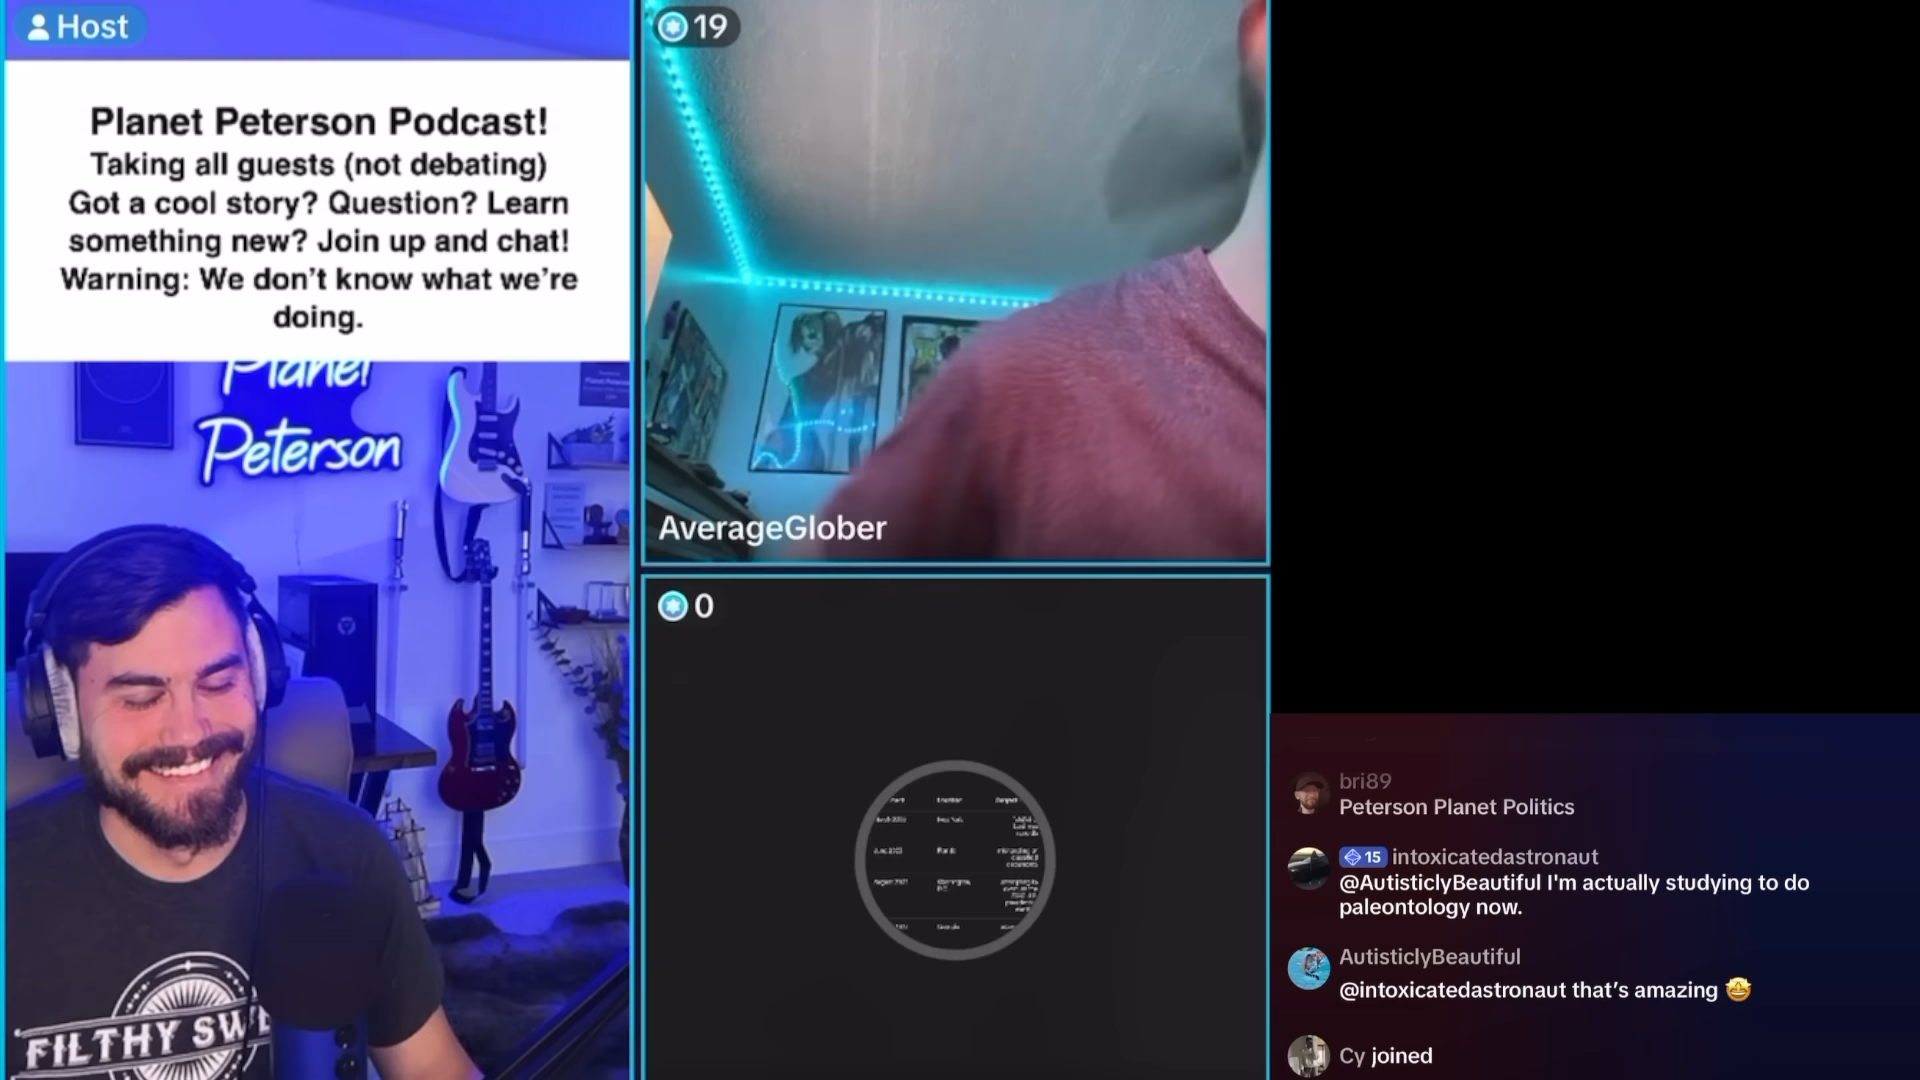 Host
Planet Peterson Podcast!
Taking all guests (not debating)
Got a cool story? Question? Learn
something new? Join up and chat!
Warning: We don't know what we're
doing.
Planet
Peterson
FILTHY SW
19
AverageGlober
0
bri89
Peterson Planet Politics
15 intoxicatedastronaut
@AutisticlyBeautiful I'm actually studying to do
paleontology now.
AutisticlyBeautiful
@intoxicatedastronaut that's amazing 🤩
Cy joined